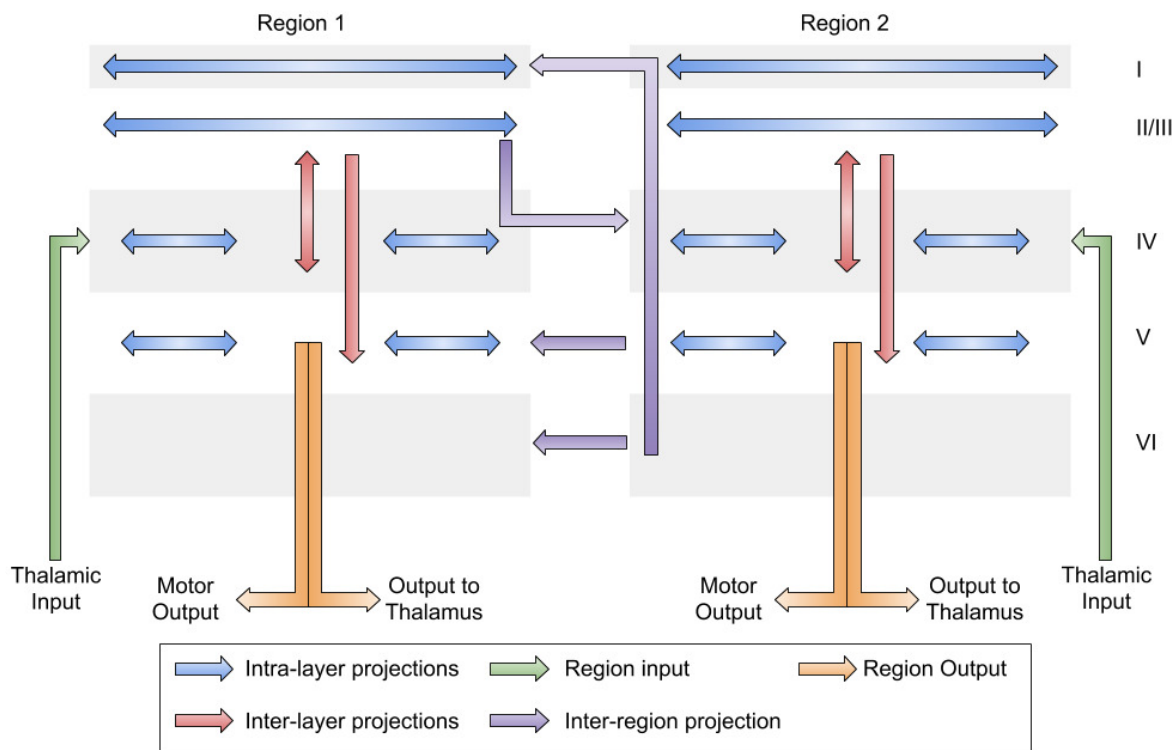 Region 1
Region 2
I
II/III
IV
V
VI
Thalamic
Input
Motor
Output
Output to
Thalamus
Motor
Output
Output to
Thalamus
Thalamic
Input
Intra-layer projections
Region input
Region Output
Inter-layer projections
Inter-region projection